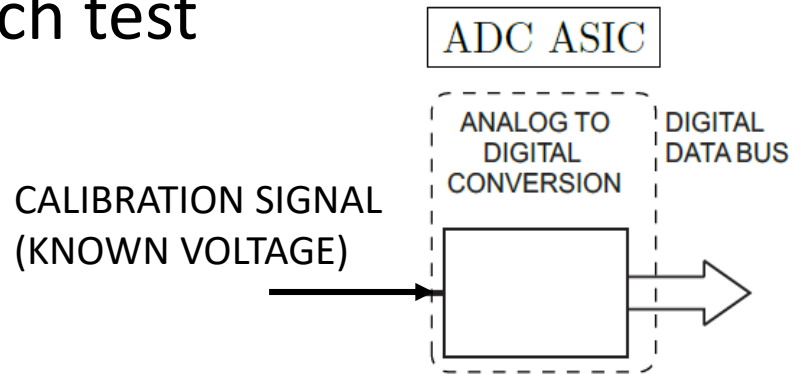 ch test
ADC ASIC
ANALOG TO
DIGITAL
CONVERSION
DIGITAL
DATA BUS
CALIBRATION SIGNAL
(KNOWN VOLTAGE)